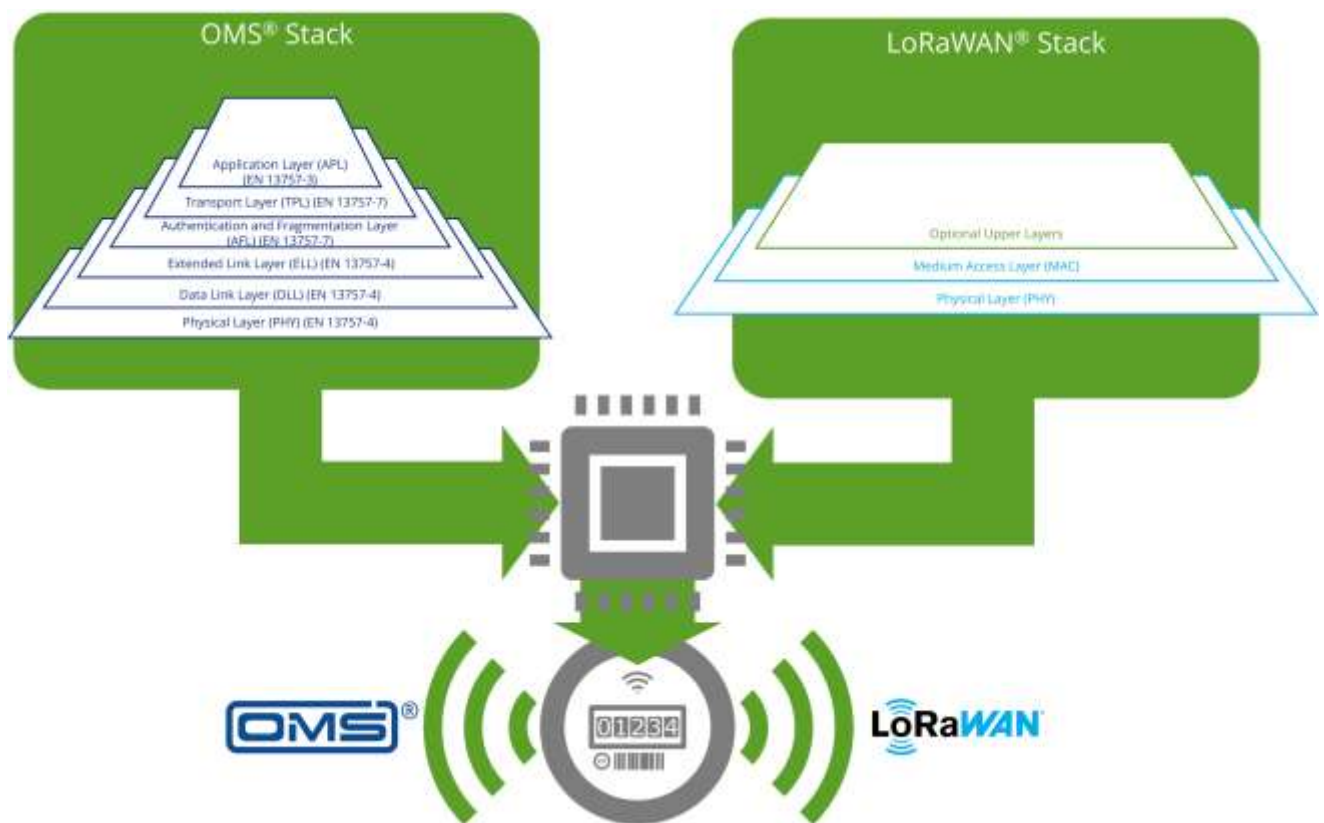 OMS® Stack
Application Layer (APL)
(EN 13757-3)
Transport Layer (TPL) (EN 13757-7)
Authentication and Fragmentation Layer
(AFL) (EN 13757-7)
Extended Link Layer (ELL) (EN 13757-4)
Data Link Layer (DLL) (EN 13757-4)
Physical Layer (PHY) (EN 13757-4)
LoRaWAN® Stack
Optional Upper Layers
Medium Access Layer (MAC)
Physical Layer (PHY)
OMS®
01234
LoRaWAN